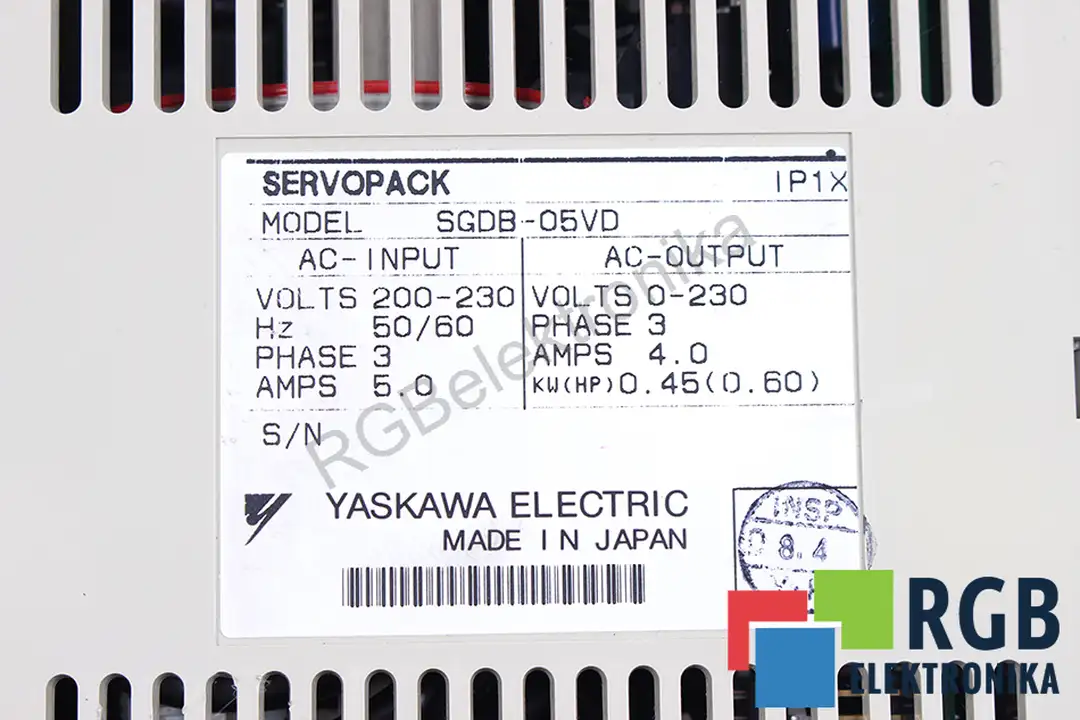 SERVOPACK IP1X
MODEL SGDB-05VD
AC-INPUT AC-OUTPUT
VOLTS 200-230 VOLTS 0-230
Hz 50/60 PHASE 3
PHASE 3 AMPS 4.0
AMPS 5.0 KW(HP) 0.45(0.60)
S/N
RGBelektronika
YASKAWA ELECTRIC
MADE IN JAPAN
INSP
8.4
RGB
ELEKTRONIKA